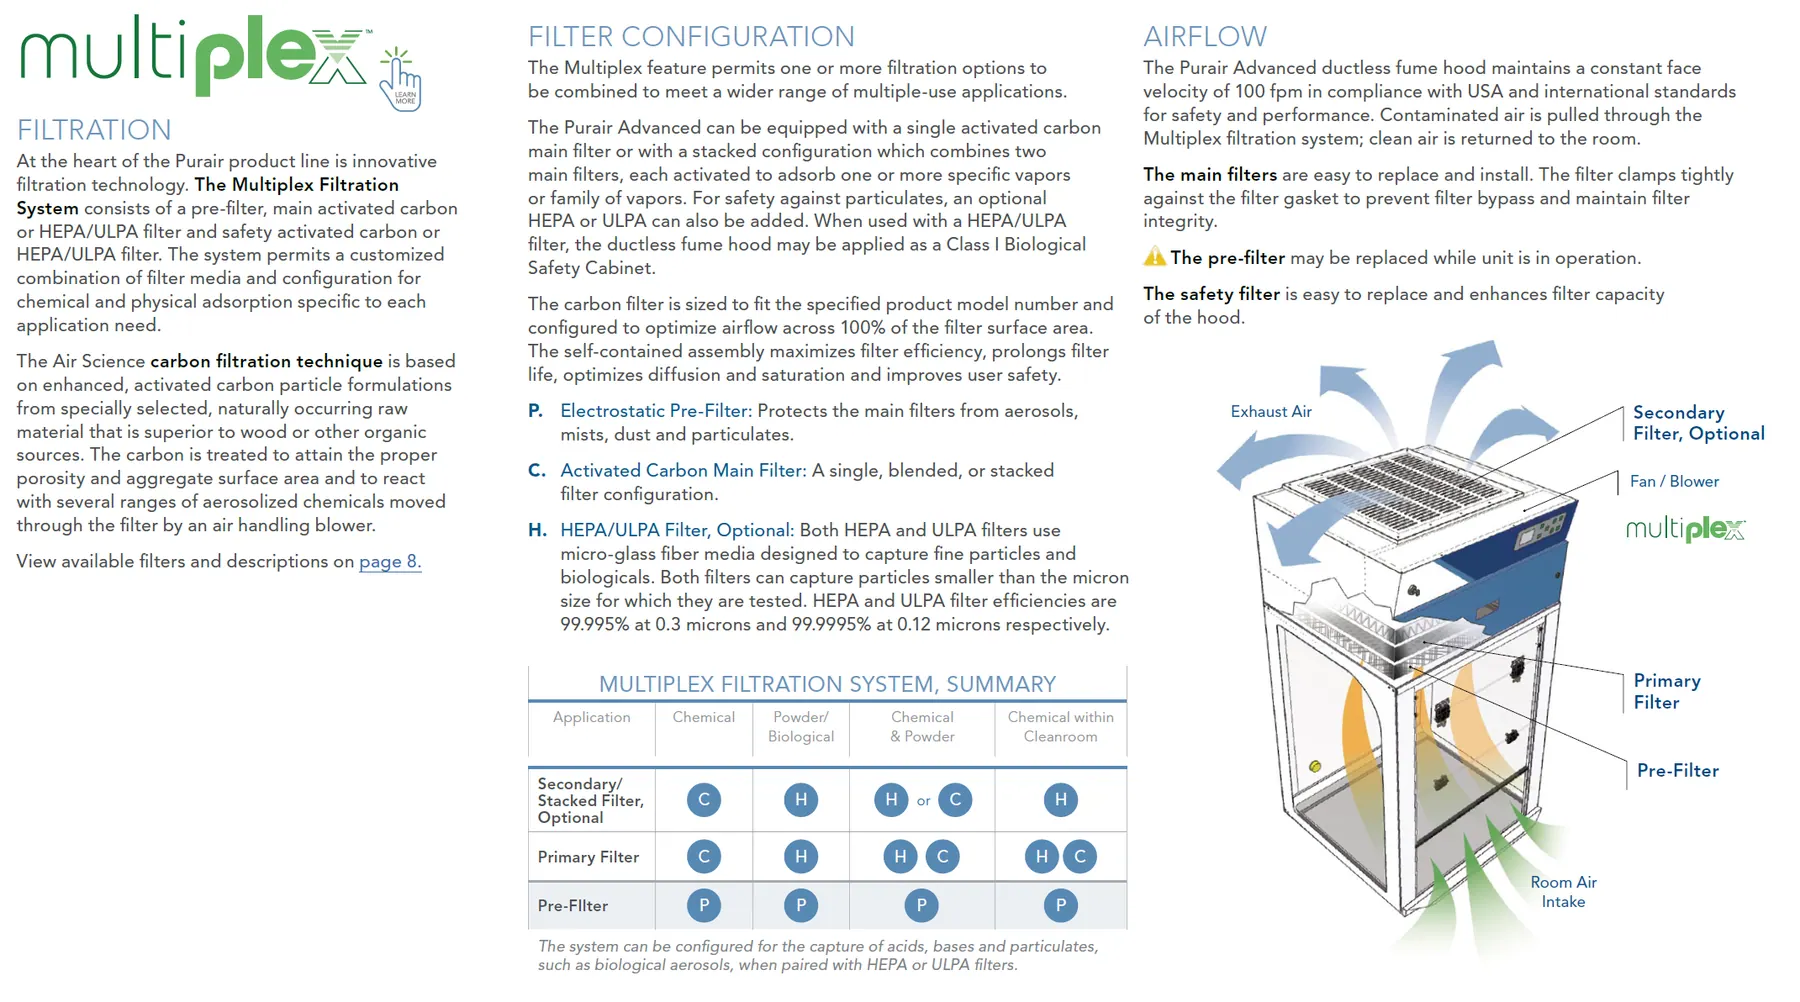 multiplex™
LEARN
MORE
FILTRATION
At the heart of the Purair product line is innovative
filtration technology. The Multiplex Filtration
System consists of a pre-filter, main activated carbon
or HEPA/ULPA filter and safety activated carbon or
HEPA/ULPA filter. The system permits a customized
combination of filter media and configuration for
chemical and physical adsorption specific to each
application need.
The Air Science carbon filtration technique is based
on enhanced, activated carbon particle formulations
from specially selected, naturally occurring raw
material that is superior to wood or other organic
sources. The carbon is treated to attain the proper
porosity and aggregate surface area and to react
with several ranges of aerosolized chemicals moved
through the filter by an air handling blower.
View available filters and descriptions on page 8.
FILTER CONFIGURATION
The Multiplex feature permits one or more filtration options to
be combined to meet a wider range of multiple-use applications.
The Purair Advanced can be equipped with a single activated carbon
main filter or with a stacked configuration which combines two
main filters, each activated to adsorb one or more specific vapors
or family of vapors. For safety against particulates, an optional
HEPA or ULPA can also be added. When used with a HEPA/ULPA
filter, the ductless fume hood may be applied as a Class I Biological
Safety Cabinet.
The carbon filter is sized to fit the specified product model number and
configured to optimize airflow across 100% of the filter surface area.
The self-contained assembly maximizes filter efficiency, prolongs filter
life, optimizes diffusion and saturation and improves user safety.
P. Electrostatic Pre-Filter: Protects the main filters from aerosols,
mists, dust and particulates.
C. Activated Carbon Main Filter: A single, blended, or stacked
filter configuration.
H. HEPA/ULPA Filter, Optional: Both HEPA and ULPA filters use
micro-glass fiber media designed to capture fine particles and
biologicals. Both filters can capture particles smaller than the micron
size for which they are tested. HEPA and ULPA filter efficiencies are
99.995% at 0.3 microns and 99.9995% at 0.12 microns respectively.
MULTIPLEX FILTRATION SYSTEM, SUMMARY
Application Chemical Powder/ Chemical Chemical within
Biological & Powder Cleanroom
Secondary/
Stacked Filter, C H H or C H
Optional
Primary Filter C H H C H C
Pre-FIlter P P P P
The system can be configured for the capture of acids, bases and particulates,
such as biological aerosols, when paired with HEPA or ULPA filters.
AIRFLOW
The Purair Advanced ductless fume hood maintains a constant face
velocity of 100 fpm in compliance with USA and international standards
for safety and performance. Contaminated air is pulled through the
Multiplex filtration system; clean air is returned to the room.
The main filters are easy to replace and install. The filter clamps tightly
against the filter gasket to prevent filter bypass and maintain filter
integrity.
The pre-filter may be replaced while unit is in operation.
The safety filter is easy to replace and enhances filter capacity
of the hood.
Exhaust Air
Secondary
Filter, Optional
Fan / Blower
multiplex
Primary
Filter
Pre-Filter
Room Air
Intake